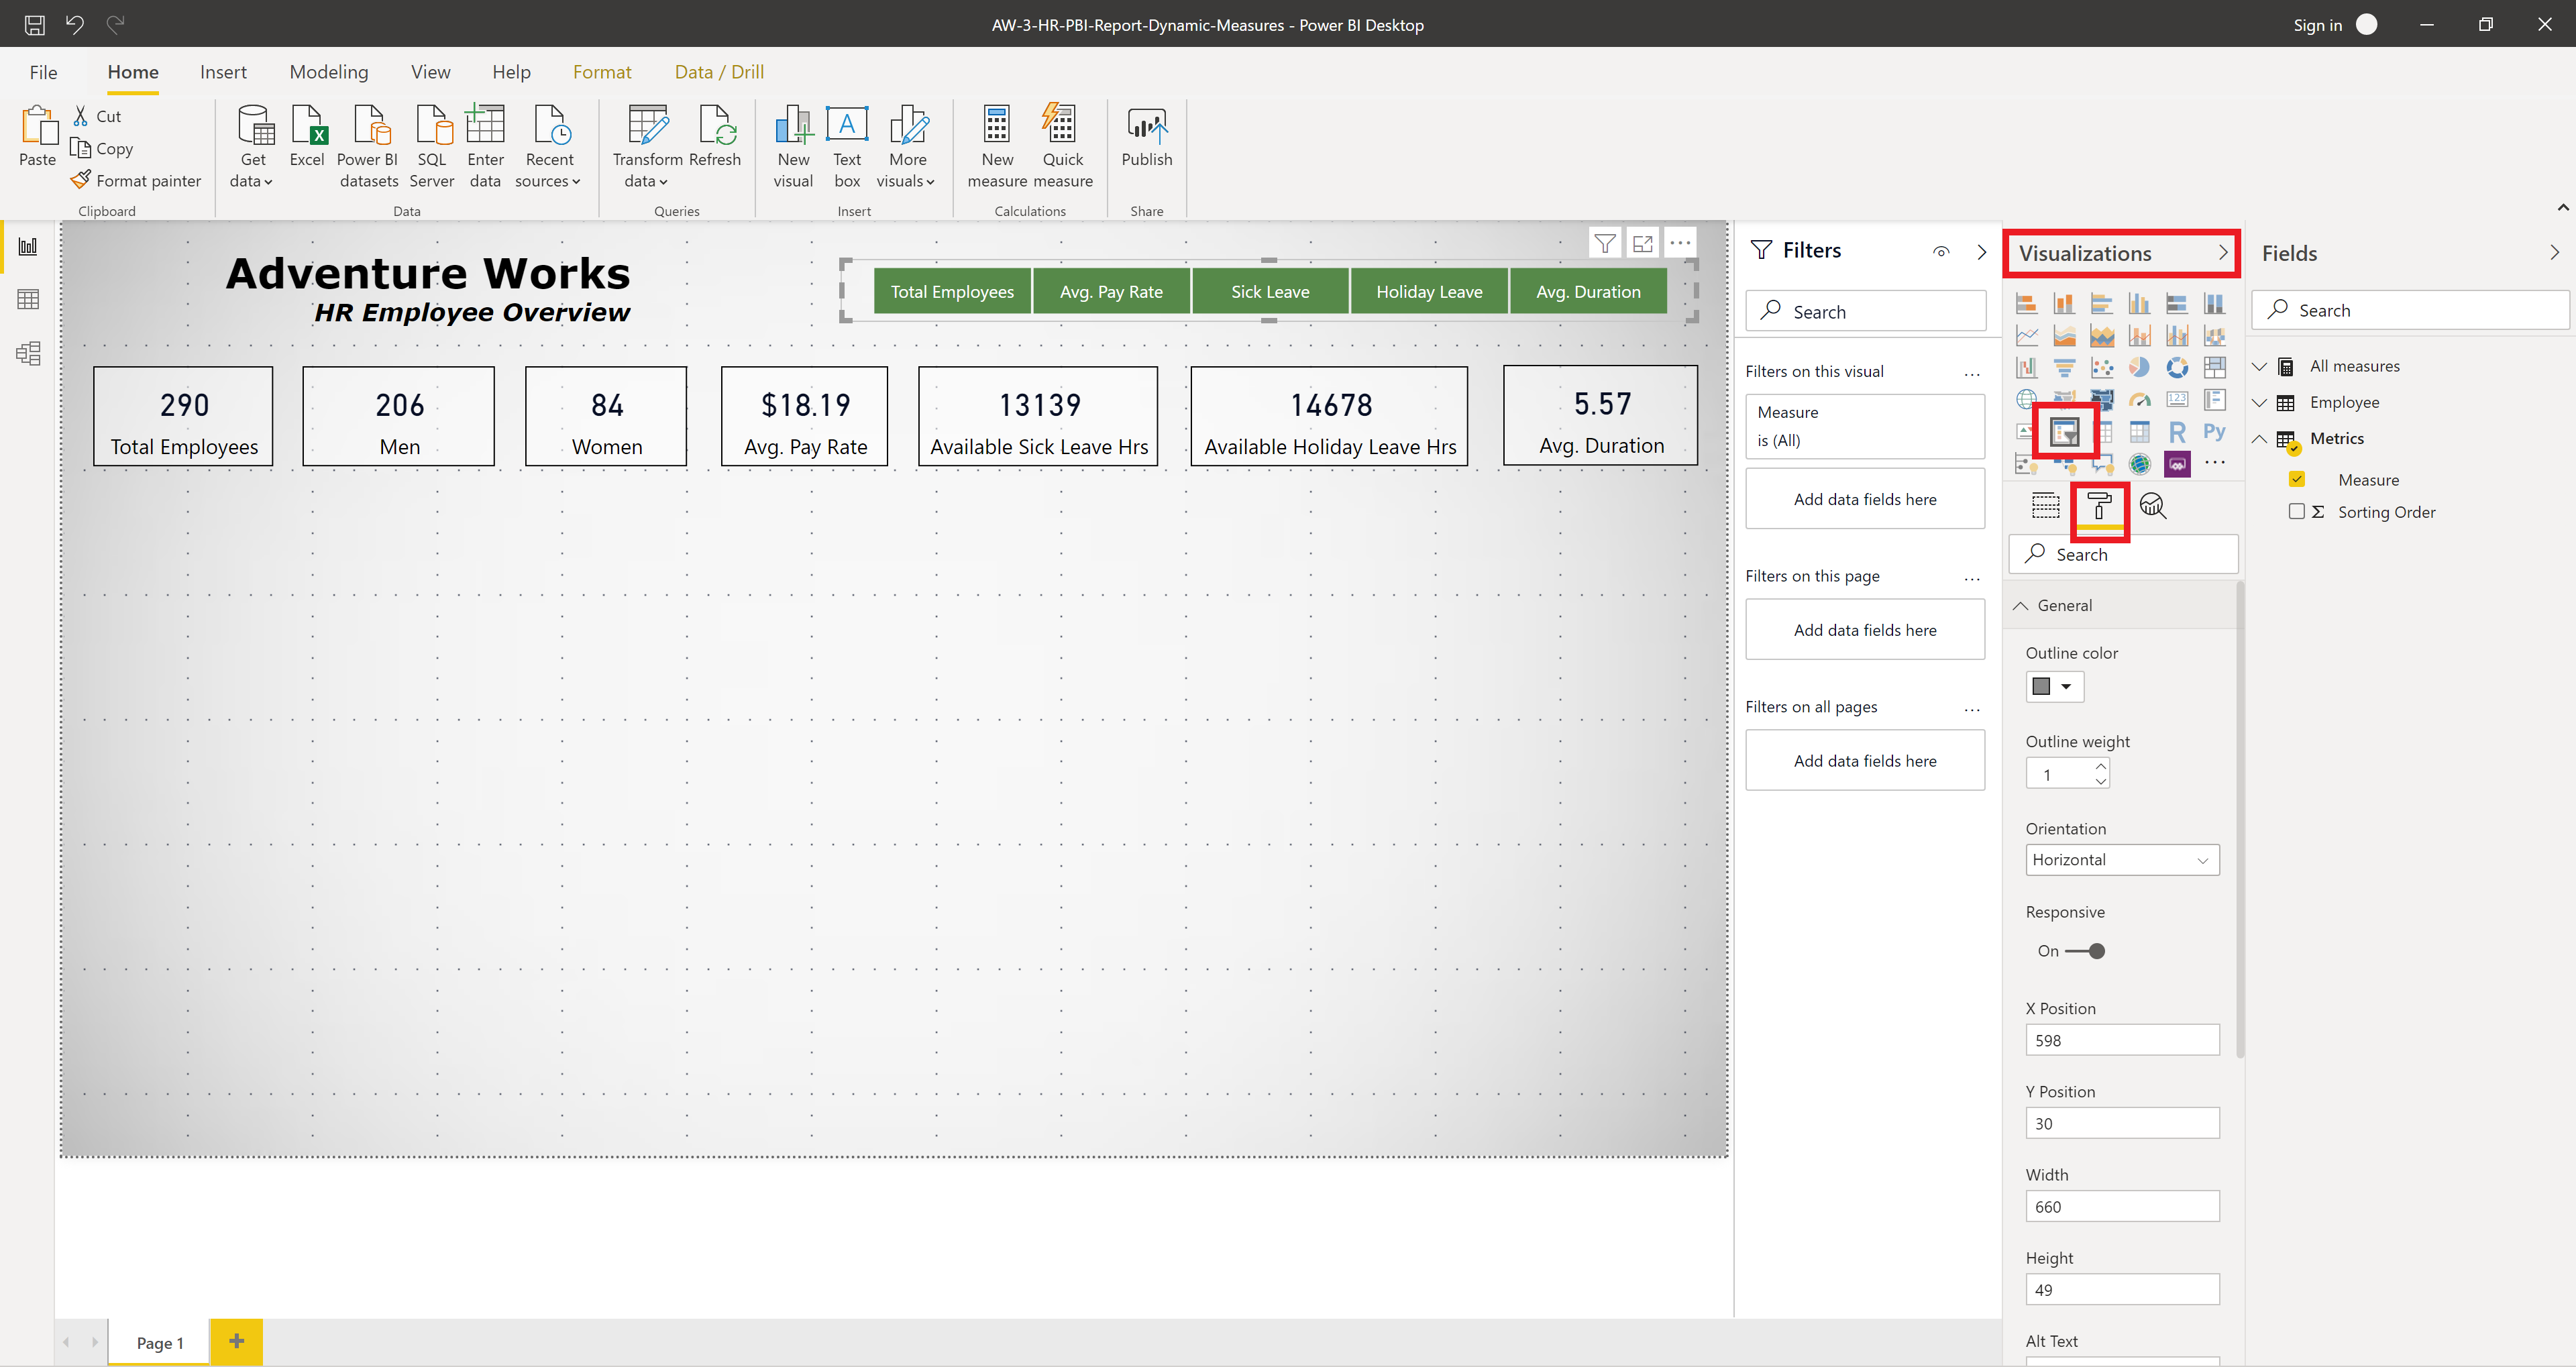 AW-3-HR-PBI-Report-Dynamic-Measures - Power BI Desktop
Sign in
File Home Insert Modeling View Help Format Data / Drill
Paste
Cut
Copy
Format painter
Clipboard
Get data
Excel
Power BI datasets
SQL Server
Enter data
Recent sources
Data
Transform data
Refresh
Queries
New visual
A
Text box
More visuals
Insert
New measure
Quick measure
Calculations
Publish
Share
Adventure Works
HR Employee Overview
Total Employees Avg. Pay Rate Sick Leave Holiday Leave Avg. Duration
290
Total Employees
206
Men
84
Women
$18.19
Avg. Pay Rate
13139
Available Sick Leave Hrs
14678
Available Holiday Leave Hrs
5.57
Avg. Duration
Page 1
Filters
Search
Filters on this visual
Measure
is (All)
Add data fields here
Filters on this page
Add data fields here
Filters on all pages
Add data fields here
Visualizations
123
R Py
Search
General
Outline color
Outline weight
1
Orientation
Horizontal
Responsive
On
X Position
598
Y Position
30
Width
660
Height
49
Alt Text
Fields
Search
All measures
Employee
Metrics
Measure
Σ Sorting Order